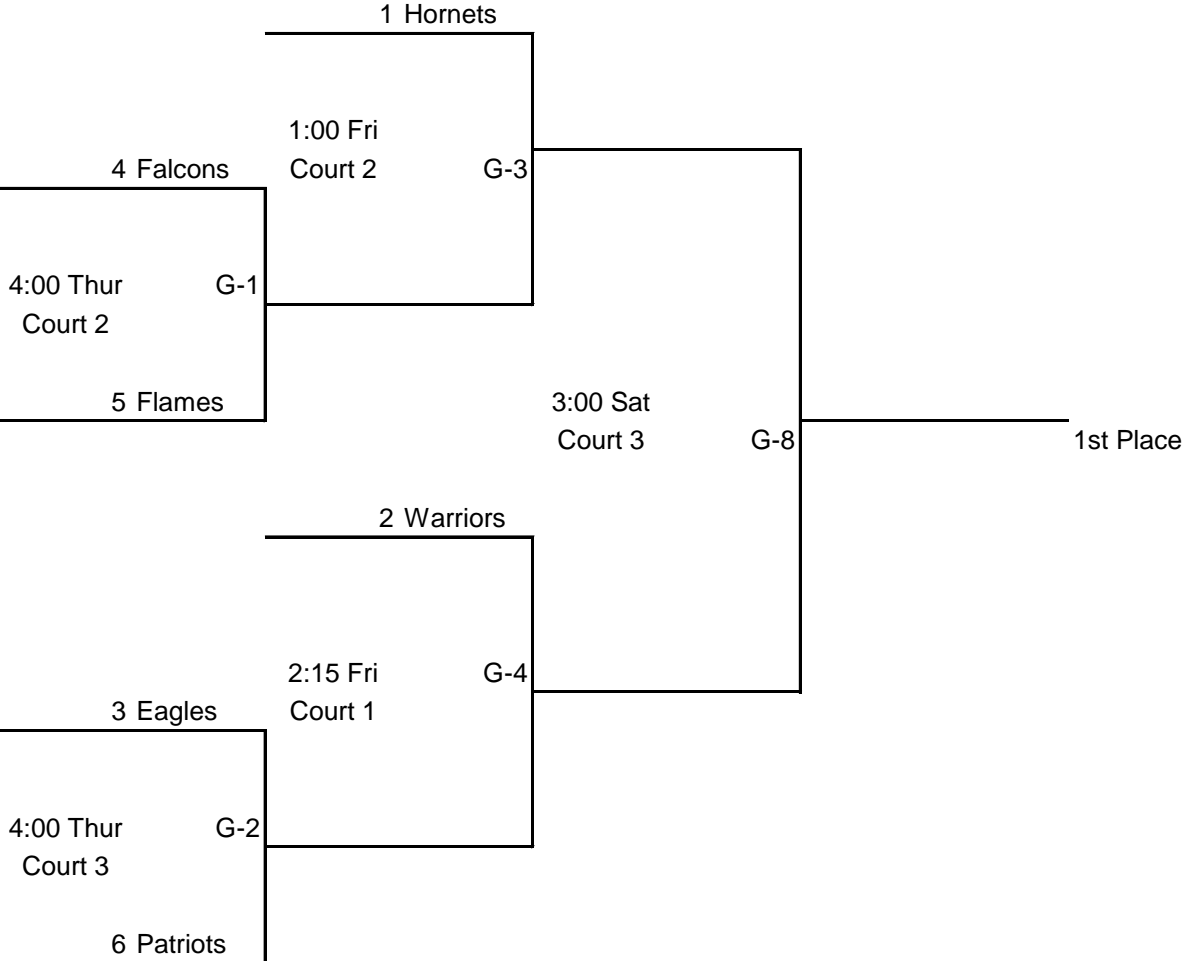 1 Hornets
1:00 Fri
4 Falcons
Court 2
G-3
4:00 Thur
G-1
Court 2
5 Flames
3:00 Sat
Court 3
G-8
1st Place
2 Warriors
2:15 Fri
G-4
3 Eagles
Court 1
4:00 Thur
G-2
Court 3
6 Patriots